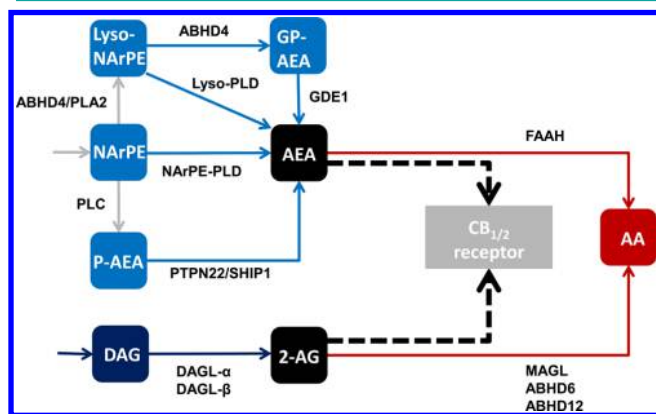 Lyso-
NArPE
ABHD4
GP-
AEA
Lyso-PLD
GDE1
ABHD4/PLA2
NArPE
NArPE-PLD
AEA
FAAH
PLC
CB1/2
receptor
AA
P-AEA
PTPN22/SHIP1
DAG
DAGL-α
DAGL-β
2-AG
MAGL
ABHD6
ABHD12